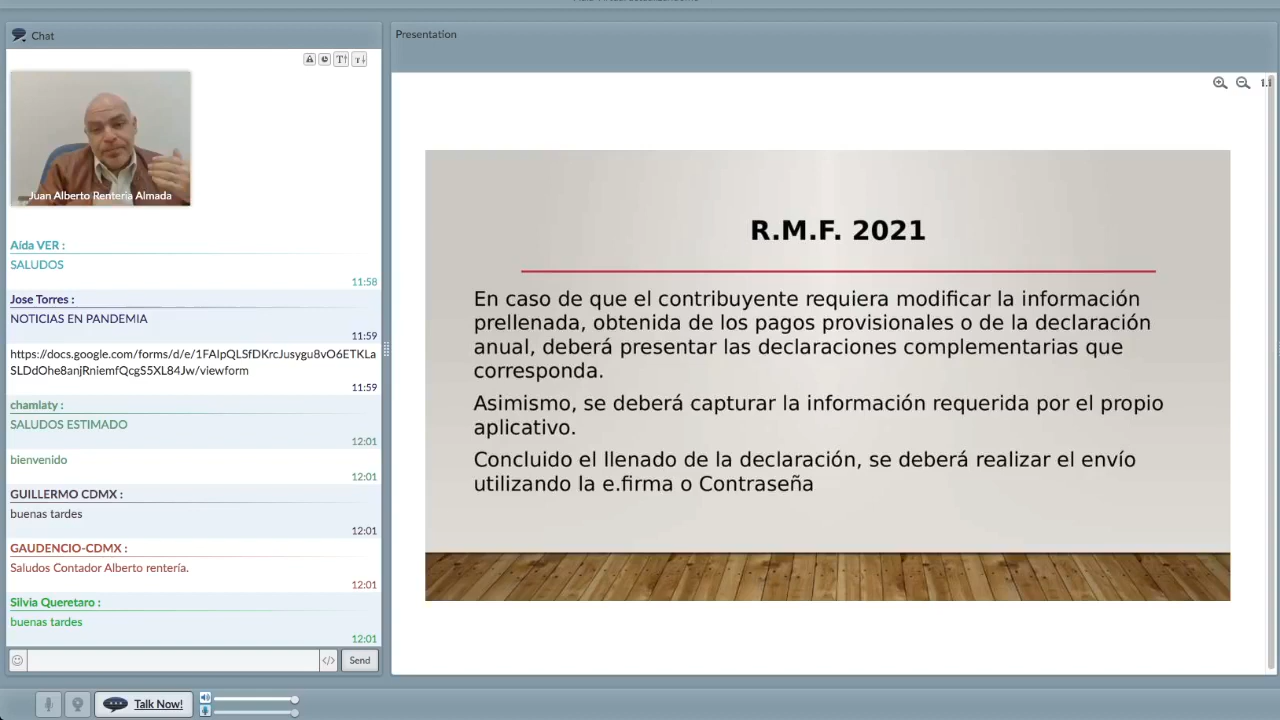 Chat
Presentation
T↑
T↓
Juan Alberto Renteria Almada
Aída VER :
SALUDOS
11:58
Jose Torres :
NOTICIAS EN PANDEMIA
11:59
https://docs.google.com/forms/d/e/1FAIpQLSfDKrcJusygu8vO6ETKLa
SLDdOhe8anjRniemfQcgS5XL84Jw/viewform
11:59
chamlaty :
SALUDOS ESTIMADO
12:01
bienvenido
12:01
GUILLERMO CDMX :
buenas tardes
12:01
GAUDENCIO-CDMX :
Saludos Contador Alberto rentería.
12:01
Silvia Queretaro :
buenas tardes
12:01
</> Send
Talk Now!
R.M.F. 2021
En caso de que el contribuyente requiera modificar la información
prellenada, obtenida de los pagos provisionales o de la declaración
anual, deberá presentar las declaraciones complementarias que
corresponda.
Asimismo, se deberá capturar la información requerida por el propio
aplicativo.
Concluido el llenado de la declaración, se deberá realizar el envío
utilizando la e.firma o Contraseña